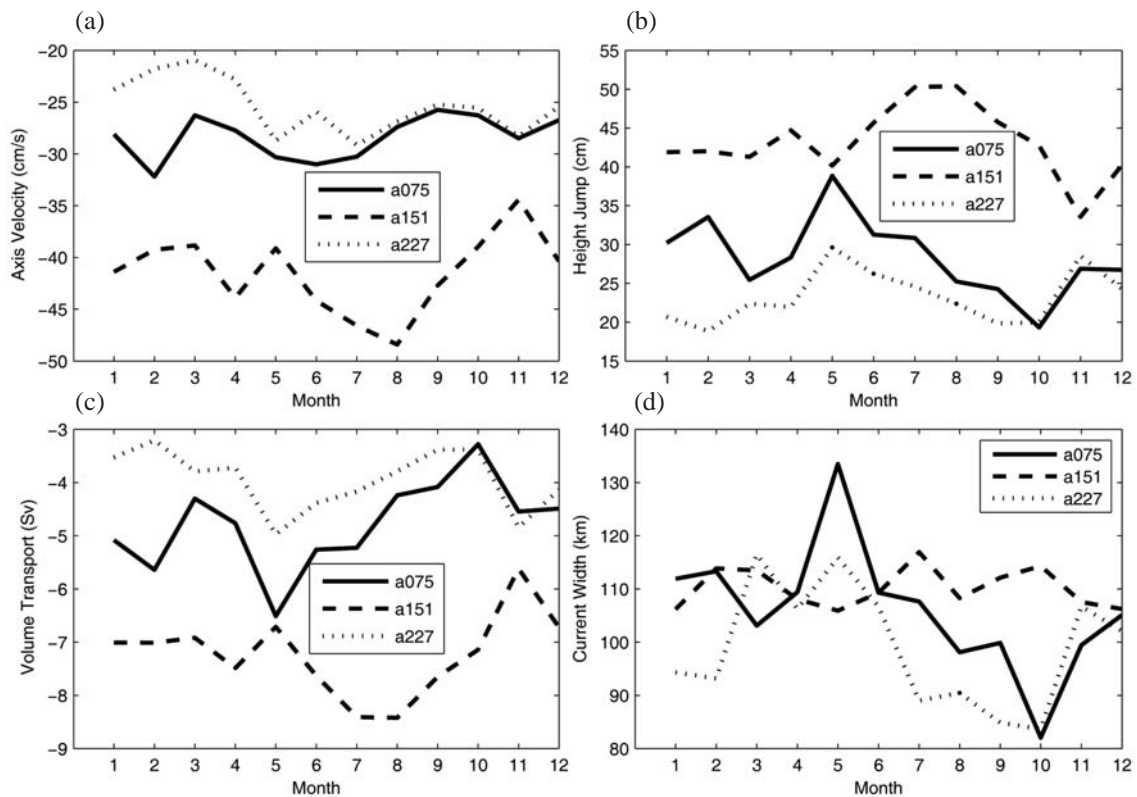 (a)
−20
−25
−30
−35
−40
−45
−50
Axis Velocity (cm/s)
a075
a151
a227
1 2 3 4 5 6 7 8 9 10 11 12
Month
(b)
55
50
45
40
35
30
25
20
15
Height Jump (cm)
a075
a151
a227
1 2 3 4 5 6 7 8 9 10 11 12
Month
(c)
−3
−4
−5
−6
−7
−8
−9
Volume Transport (Sv)
a075
a151
a227
1 2 3 4 5 6 7 8 9 10 11 12
Month
(d)
140
130
120
110
100
90
80
Current Width (km)
a075
a151
a227
1 2 3 4 5 6 7 8 9 10 11 12
Month